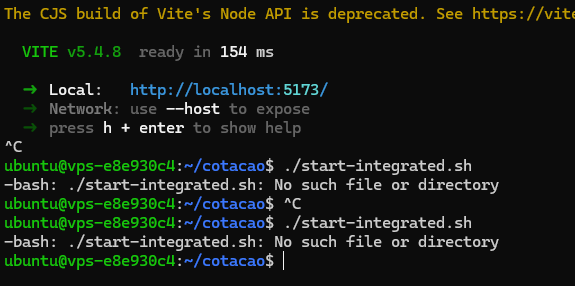 The CJS build of Vite's Node API is deprecated. See https://vite
VITE v5.4.8 ready in 154 ms
➜ Local: http://localhost:5173/
➜ Network: use --host to expose
➜ press h + enter to show help
^C
ubuntu@vps-e8e930c4:~/cotacao$ ./start-integrated.sh
-bash: ./start-integrated.sh: No such file or directory
ubuntu@vps-e8e930c4:~/cotacao$ ^C
ubuntu@vps-e8e930c4:~/cotacao$ ./start-integrated.sh
-bash: ./start-integrated.sh: No such file or directory
ubuntu@vps-e8e930c4:~/cotacao$